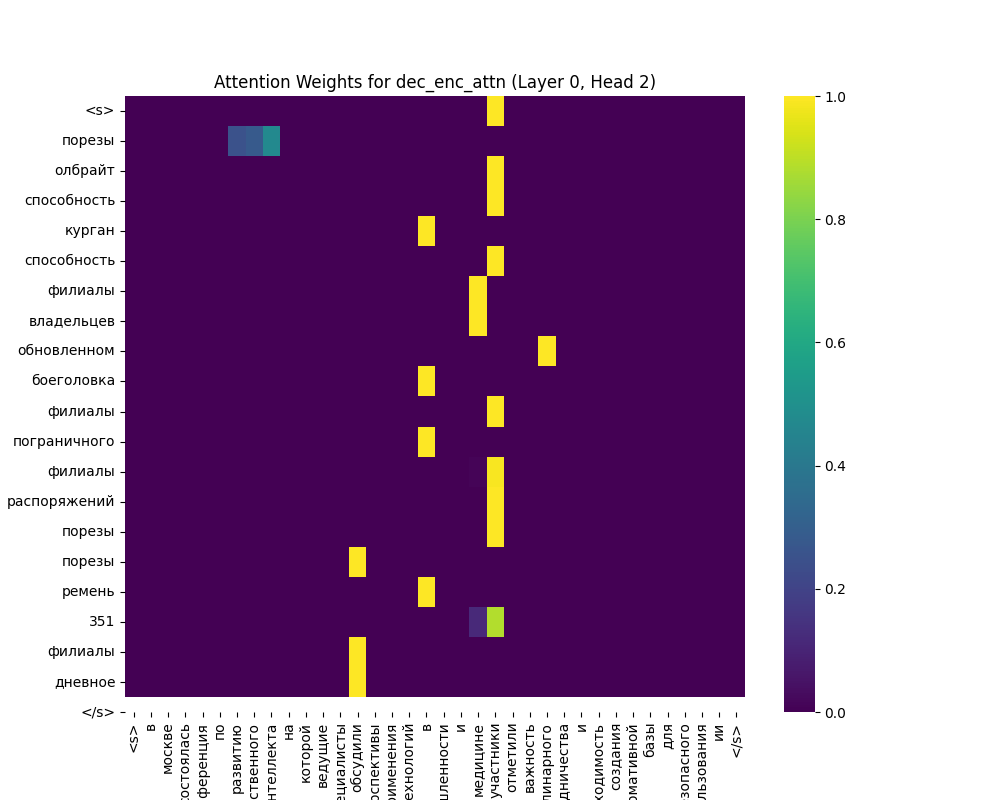 Attention Weights for dec_enc_attn (Layer 0, Head 2)
<s>
порезы
олбрайт
способность
курган
способность
филиалы
владельцев
обновленном
боеголовка
филиалы
пограничного
филиалы
распоряжений
порезы
порезы
ремень
351
филиалы
дневное
</s>
1.0
0.8
0.6
0.4
0.2
0.0
<s>
в
москве
состоялась
ференция
по
развитию
ственного
нтеллекта
на
которой
ведущие
ециалисты
обсудили
рспективы
рименения
ехнологий
в
шленности
и
медицине
участники
отметили
важность
линарного
дничества
и
ходимость
создания
рмативной
базы
для
езопасного
льзования
ии
</s>